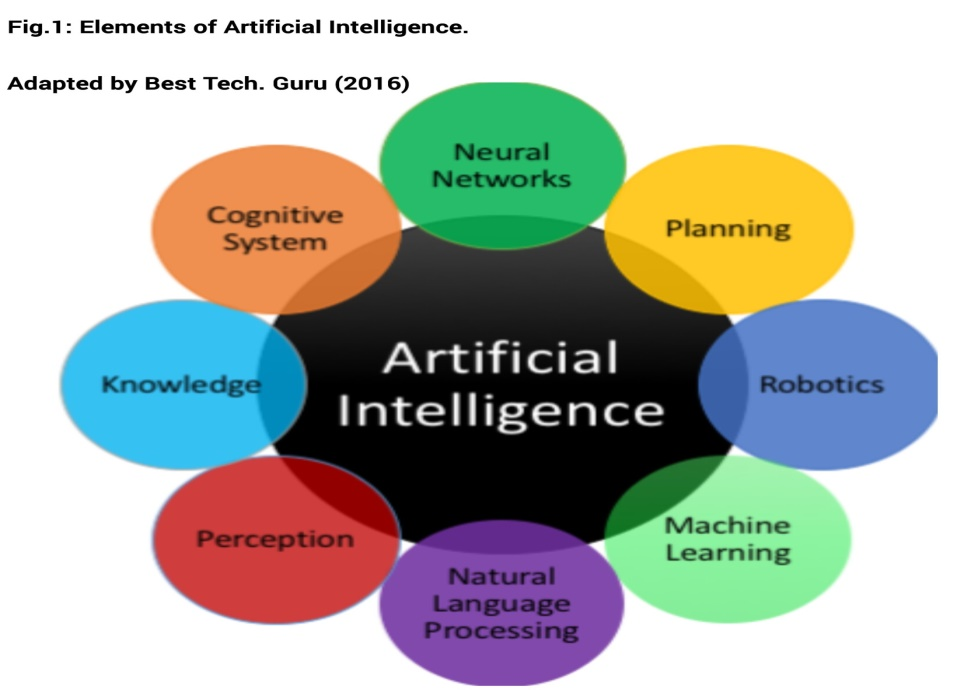 Fig.1: Elements of Artificial Intelligence.
Adapted by Best Tech. Guru (2016)
Neural
Networks
Cognitive
System
Planning
Artificial
Intelligence
Knowledge
Robotics
Perception
Machine
Learning
Natural
Language
Processing